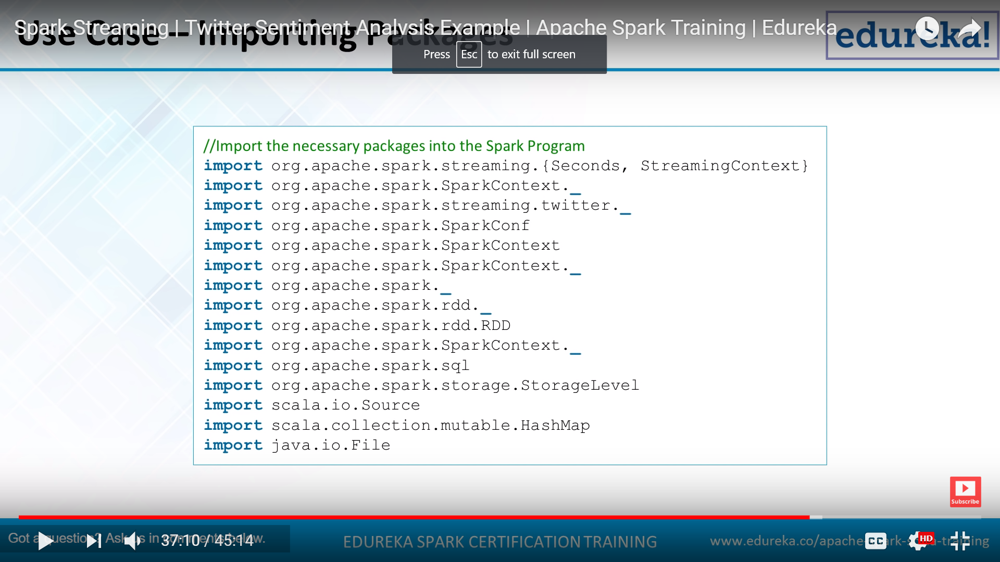 Spark Streaming | Twitter Sentiment Analysis Example | Apache Spark Training | Edureka
Use Case – Importing Packages
edureka!
Press Esc to exit full screen
//Import the necessary packages into the Spark Program
import org.apache.spark.streaming.{Seconds, StreamingContext}
import org.apache.spark.SparkContext._
import org.apache.spark.streaming.twitter._
import org.apache.spark.SparkConf
import org.apache.spark.SparkContext
import org.apache.spark.SparkContext._
import org.apache.spark._
import org.apache.spark.rdd._
import org.apache.spark.rdd.RDD
import org.apache.spark.SparkContext._
import org.apache.spark.sql
import org.apache.spark.storage.StorageLevel
import scala.io.Source
import scala.collection.mutable.HashMap
import java.io.File
Subscribe
Got a question? Ask us in comments below.
37:10 / 45:14
EDUREKA SPARK CERTIFICATION TRAINING
www.edureka.co/apache-spark-scala-training
CC
HD